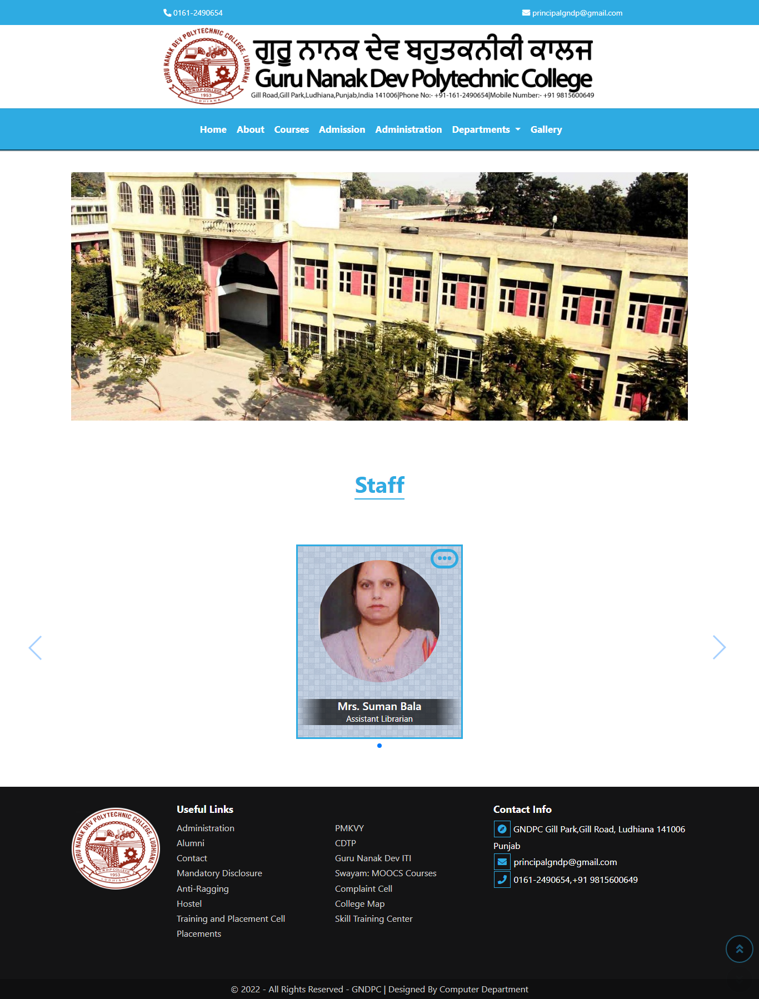 0161-2490654
principalgndp@gmail.com
GURU NANAK DEV POLYTECHNIC COLLEGE, LUDHIANA
G.N.D.P COLLEGE
1953
LUDHIANA
ਗੁਰੂ ਨਾਨਕ ਦੇਵ ਬਹੁਤਕਨੀਕੀ ਕਾਲਜ
Guru Nanak Dev Polytechnic College
Gill Road,Gill Park,Ludhiana,Punjab,India 141006|Phone No:- +91-161-2490654|Mobile Number:- +91 9815600649
Home About Courses Admission Administration Departments Gallery
Staff
Mrs. Suman Bala
Assistant Librarian
GURU NANAK DEV POLYTECHNIC COLLEGE, LUDHIANA
G.N.D.P COLLEGE
1953
LUDHIANA
Useful Links
Administration
Alumni
Contact
Mandatory Disclosure
Anti-Ragging
Hostel
Training and Placement Cell
Placements
PMKVY
CDTP
Guru Nanak Dev ITI
Swayam: MOOCS Courses
Complaint Cell
College Map
Skill Training Center
Contact Info
GNDPC Gill Park,Gill Road, Ludhiana 141006
Punjab
principalgndp@gmail.com
0161-2490654,+91 9815600649
© 2022 - All Rights Reserved - GNDPC | Designed By Computer Department